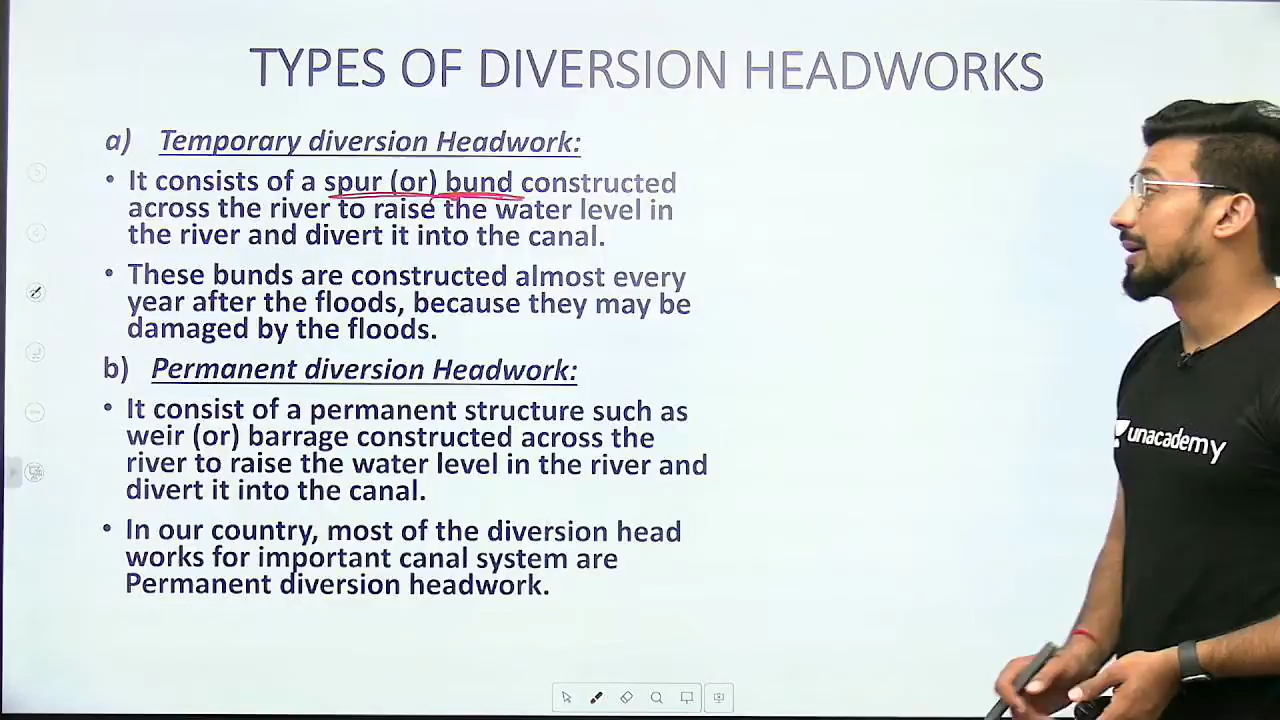 TYPES OF DIVERSION HEADWORKS
a) Temporary diversion Headwork:
• It consists of a spur (or) bund constructed
across the river to raise the water level in
the river and divert it into the canal.
• These bunds are constructed almost every
year after the floods, because they may be
damaged by the floods.
b) Permanent diversion Headwork:
• It consist of a permanent structure such as
weir (or) barrage constructed across the
river to raise the water level in the river and
divert it into the canal.
• In our country, most of the diversion head
works for important canal system are
Permanent diversion headwork.
unacademy